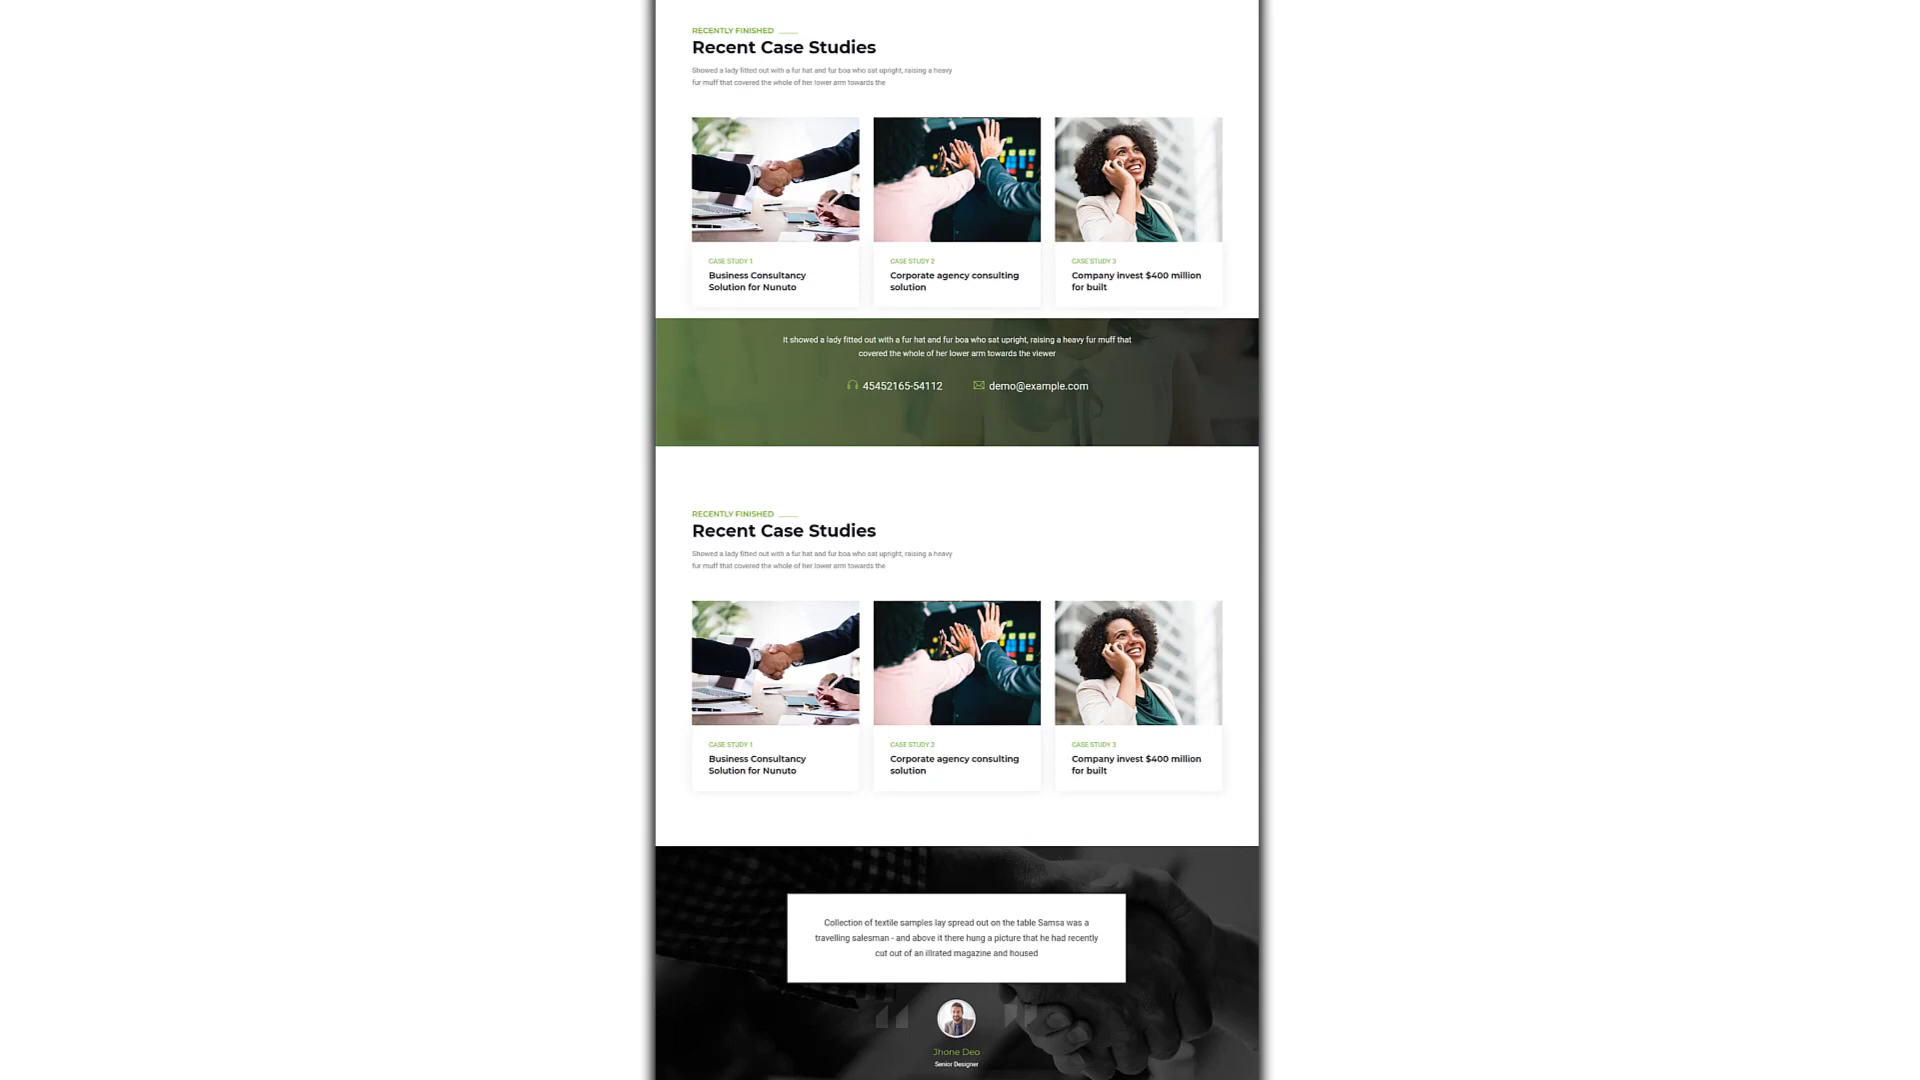 RECENTLY FINISHED
Recent Case Studies
Showed a lady fitted out with a fur hat and fur boa who sat upright, raising a heavy
fur muff that covered the whole of her lower arm towards the
CASE STUDY 1
Business Consultancy
Solution for Nunuto
CASE STUDY 2
Corporate agency consulting
solution
CASE STUDY 3
Company invest $400 million
for built
It showed a lady fitted out with a fur hat and fur boa who sat upright, raising a heavy fur muff that
covered the whole of her lower arm towards the viewer
45452165-54112
demo@example.com
RECENTLY FINISHED
Recent Case Studies
Showed a lady fitted out with a fur hat and fur boa who sat upright, raising a heavy
fur muff that covered the whole of her lower arm towards the
CASE STUDY 1
Business Consultancy
Solution for Nunuto
CASE STUDY 2
Corporate agency consulting
solution
CASE STUDY 3
Company invest $400 million
for built
Collection of textile samples lay spread out on the table Samsa was a
travelling salesman - and above it there hung a picture that he had recently
cut out of an illrated magazine and housed
Jhone Deo
Senior Designer